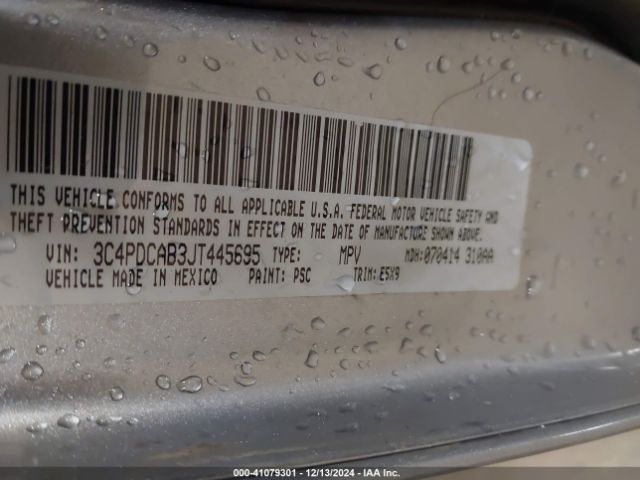 THIS VEHICLE CONFORMS TO ALL APPLICABLE U.S.A. FEDERAL MOTOR VEHICLE SAFETY AND
THEFT PREVENTION STANDARDS IN EFFECT ON THE DATE OF MANUFACTURE SHOWN ABOVE.
VIN: 3C4PDCAB3JT445695 TYPE: MPV MDH: 070414 310AA
VEHICLE MADE IN MEXICO PAINT: PSC TRIM: E5X9
000-41079301 - 12/13/2024 - IAA Inc.